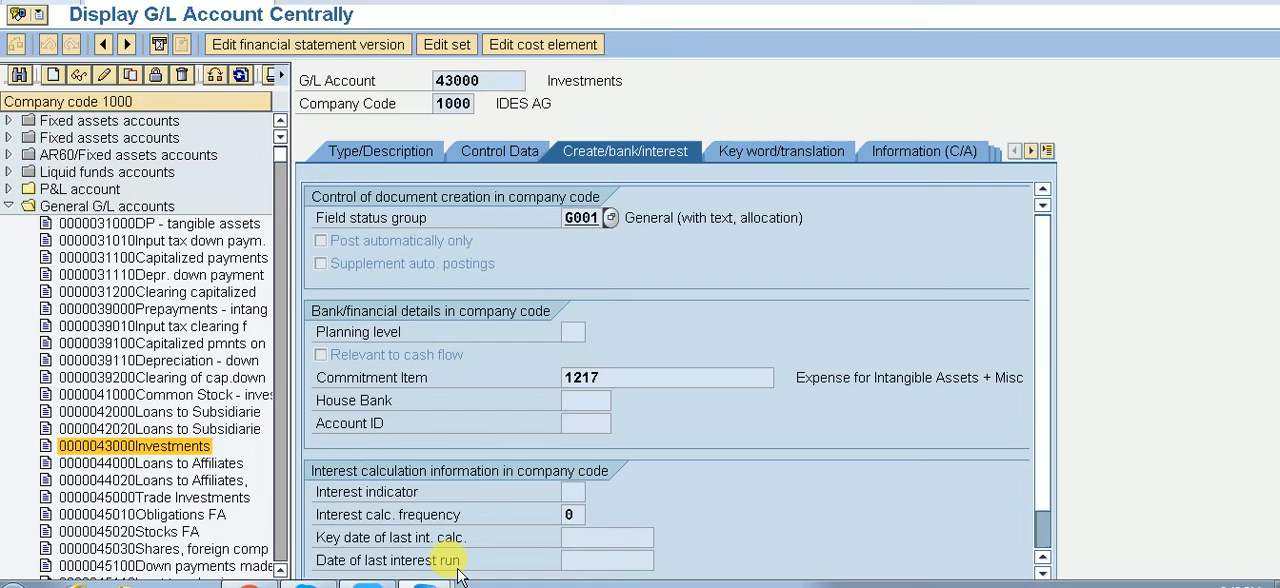 Display G/L Account Centrally
Edit financial statement version
Edit set
Edit cost element
Company code 1000
Fixed assets accounts
Fixed assets accounts
AR60/Fixed assets accounts
Liquid funds accounts
P&L account
General G/L accounts
0000031000DP - tangible assets
0000031010Input tax down paym.
0000031100Capitalized payments
0000031110Depr. down payment
0000031200Clearing capitalized
0000039000Prepayments - intang
0000039010Input tax clearing f
0000039100Capitalized pmnts on
0000039110Depreciation - down
0000039200Clearing of cap.down
0000041000Common Stock - inves
0000042000Loans to Subsidiarie
0000042020Loans to Subsidiarie
0000043000Investments
0000044000Loans to Affiliates
0000044020Loans to Affiliates,
0000045000Trade Investments
0000045010Obligations FA
0000045020Stocks FA
0000045030Shares, foreign comp
0000045100Down payments made
G/L Account 43000 Investments
Company Code 1000 IDES AG
Type/Description
Control Data
Create/bank/interest
Key word/translation
Information (C/A)
Control of document creation in company code
Field status group G001 General (with text, allocation)
Post automatically only
Supplement auto. postings
Bank/financial details in company code
Planning level
Relevant to cash flow
Commitment Item 1217 Expense for Intangible Assets + Misc
House Bank
Account ID
Interest calculation information in company code
Interest indicator
Interest calc. frequency 0
Key date of last int. calc.
Date of last interest run